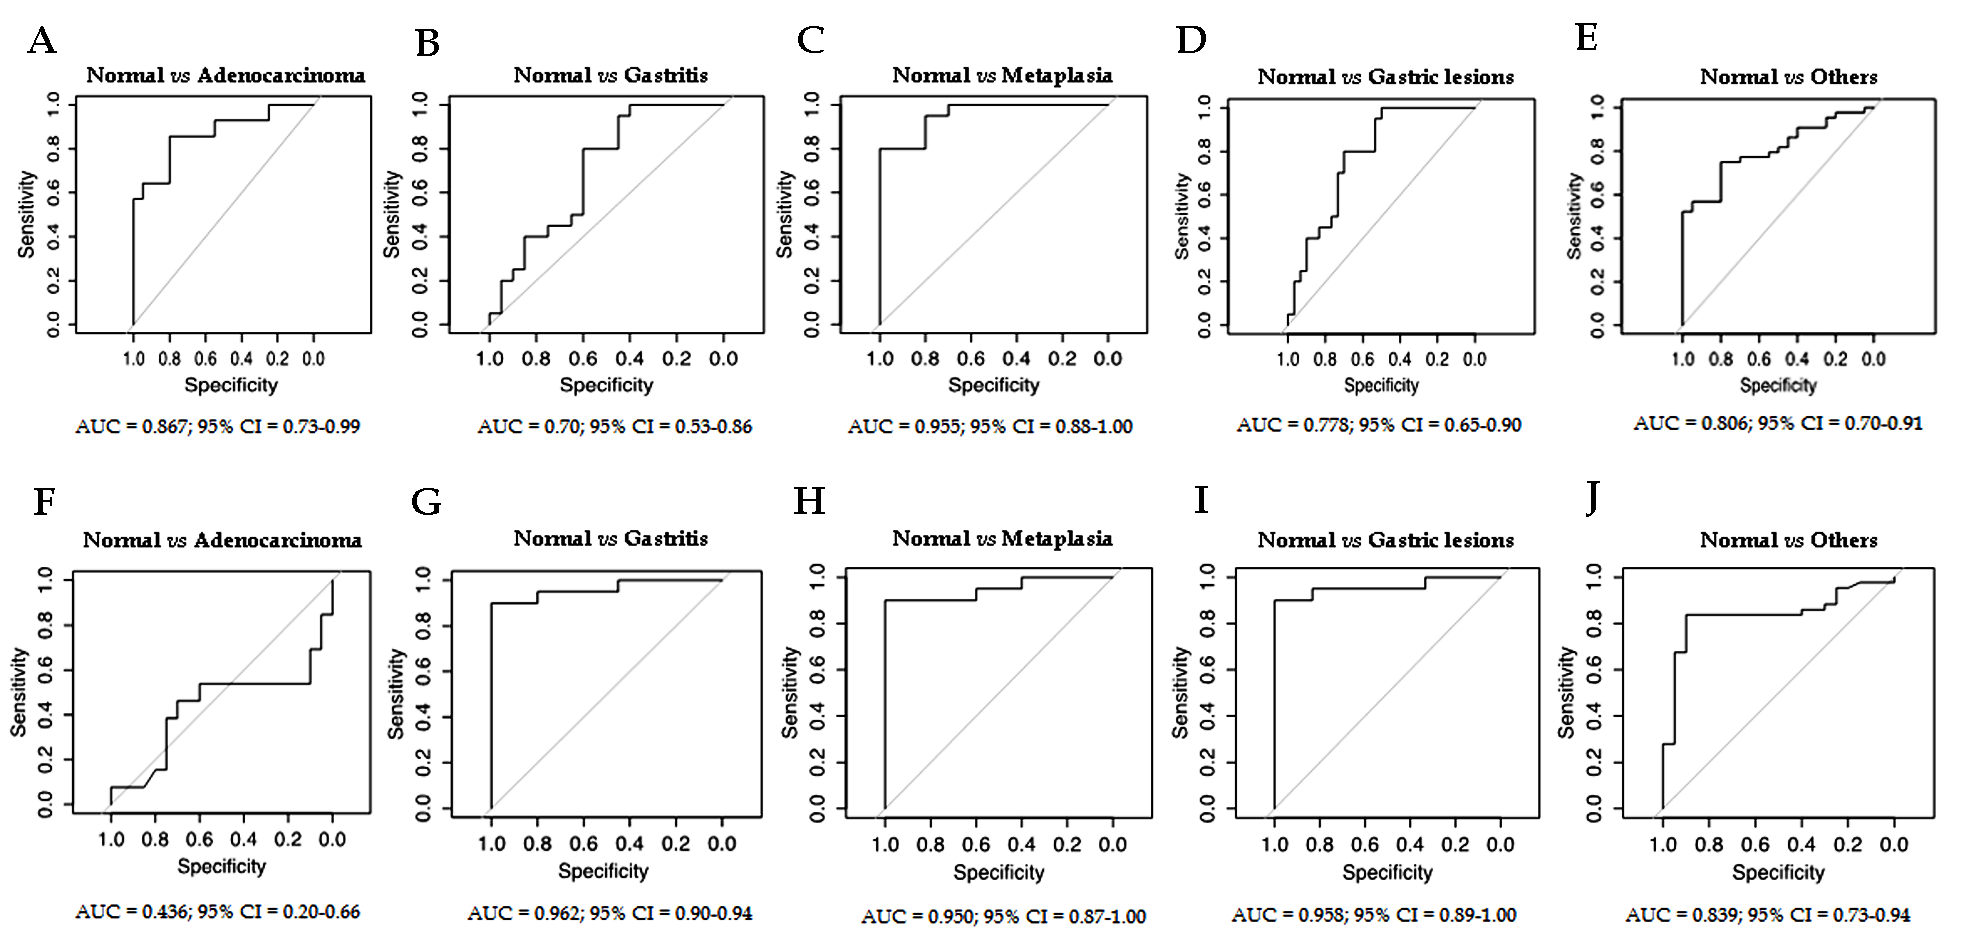 A
Normal vs Adenocarcinoma
Sensitivity
1.0
0.8
0.6
0.4
0.2
0.0
1.0 0.8 0.6 0.4 0.2 0.0
Specificity
AUC = 0.867; 95% CI = 0.73-0.99
B
Normal vs Gastritis
Sensitivity
1.0
0.8
0.6
0.4
0.2
0.0
1.0 0.8 0.6 0.4 0.2 0.0
Specificity
AUC = 0.70; 95% CI = 0.53-0.86
C
Normal vs Metaplasia
Sensitivity
1.0
0.8
0.6
0.4
0.2
0.0
1.0 0.8 0.6 0.4 0.2 0.0
Specificity
AUC = 0.955; 95% CI = 0.88-1.00
D
Normal vs Gastric lesions
Sensitivity
1.0
0.8
0.6
0.4
0.2
0.0
1.0 0.8 0.6 0.4 0.2 0.0
Specificity
AUC = 0.778; 95% CI = 0.65-0.90
E
Normal vs Others
Sensitivity
1.0
0.8
0.6
0.4
0.2
0.0
1.0 0.8 0.6 0.4 0.2 0.0
Specificity
AUC = 0.806; 95% CI = 0.70-0.91
F
Normal vs Adenocarcinoma
Sensitivity
1.0
0.8
0.6
0.4
0.2
0.0
1.0 0.8 0.6 0.4 0.2 0.0
Specificity
AUC = 0.436; 95% CI = 0.20-0.66
G
Normal vs Gastritis
Sensitivity
1.0
0.8
0.6
0.4
0.2
0.0
1.0 0.8 0.6 0.4 0.2 0.0
Specificity
AUC = 0.962; 95% CI = 0.90-0.94
H
Normal vs Metaplasia
Sensitivity
1.0
0.8
0.6
0.4
0.2
0.0
1.0 0.8 0.6 0.4 0.2 0.0
Specificity
AUC = 0.950; 95% CI = 0.87-1.00
I
Normal vs Gastric lesions
Sensitivity
1.0
0.8
0.6
0.4
0.2
0.0
1.0 0.8 0.6 0.4 0.2 0.0
Specificity
AUC = 0.958; 95% CI = 0.89-1.00
J
Normal vs Others
Sensitivity
1.0
0.8
0.6
0.4
0.2
0.0
1.0 0.8 0.6 0.4 0.2 0.0
Specificity
AUC = 0.839; 95% CI = 0.73-0.94